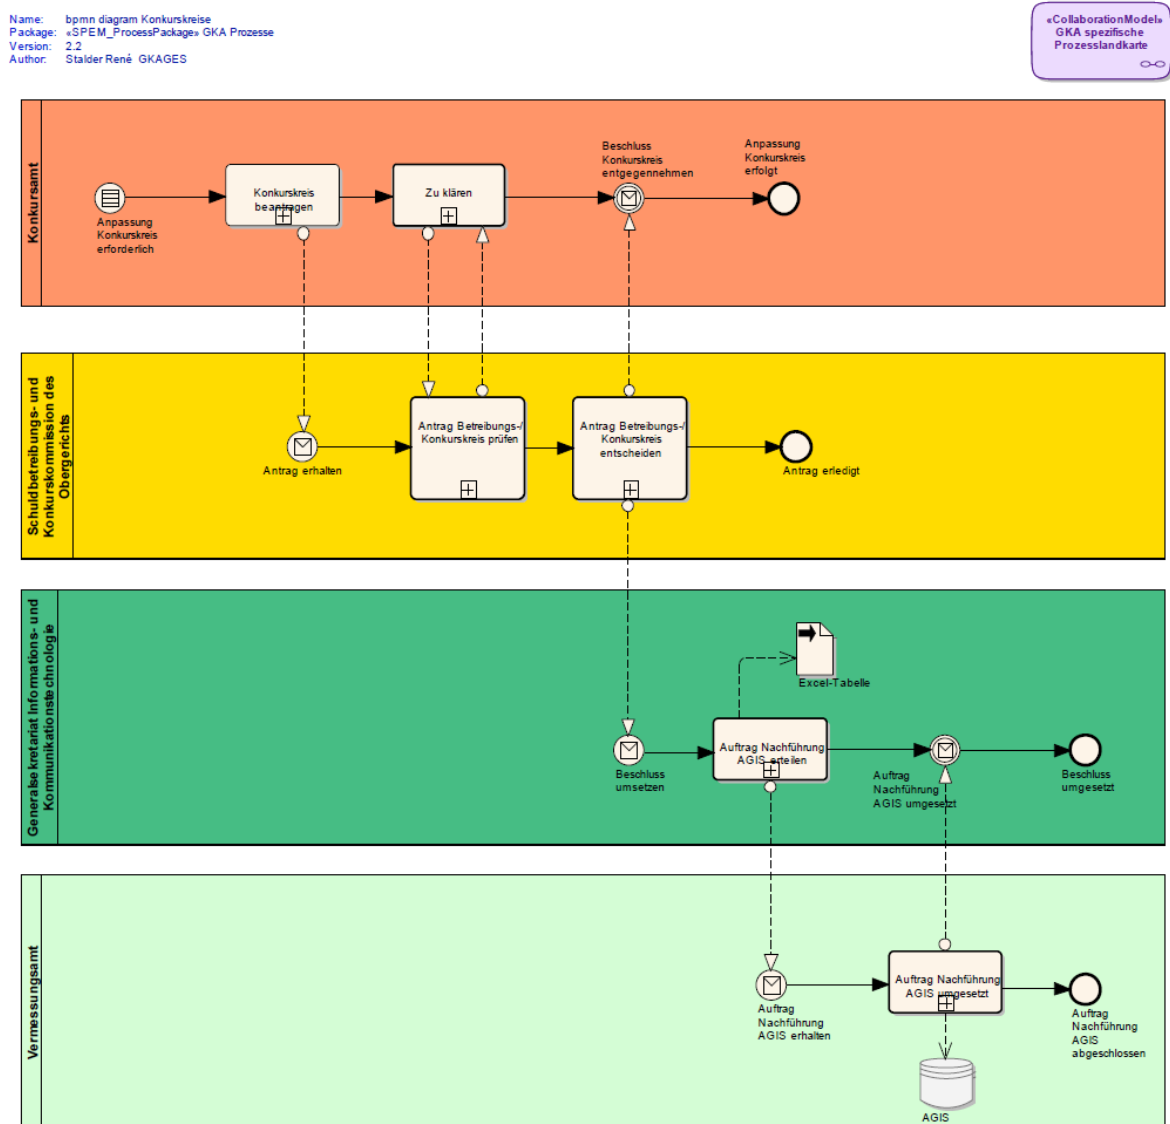 Name: bpmn diagram Konkurskreise
Package: «SPEM_ProcessPackage» GKA Prozesse
Version: 2.2
Author: Stalder René GKAGES
«CollaborationModel»
GKA spezifische
Prozesslandkarte
Konkursamt
Anpassung
Konkurskreis
erforderlich
Konkurskreis
beantragen
Zu klären
Beschluss
Konkurskreis
entgegennehmen
Anpassung
Konkurskreis
erfolgt
Schuldbetreibungs- und
Konkurskommission des
Obergerichts
Antrag erhalten
Antrag Betreibungs-/
Konkurskreis prüfen
Antrag Betreibungs-/
Konkurskreis
entscheiden
Antrag erledigt
Generalsekretariat Informations- und
Kommunikationstechnologie
Excel-Tabelle
Beschluss
umsetzen
Auftrag Nachführung
AGIS erteilen
Auftrag
Nachführung
AGIS umgesetzt
Beschluss
umgesetzt
Vermessungsamt
Auftrag
Nachführung
AGIS erhalten
Auftrag Nachführung
AGIS umgesetzt
Auftrag
Nachführung
AGIS
abgeschlossen
AGIS